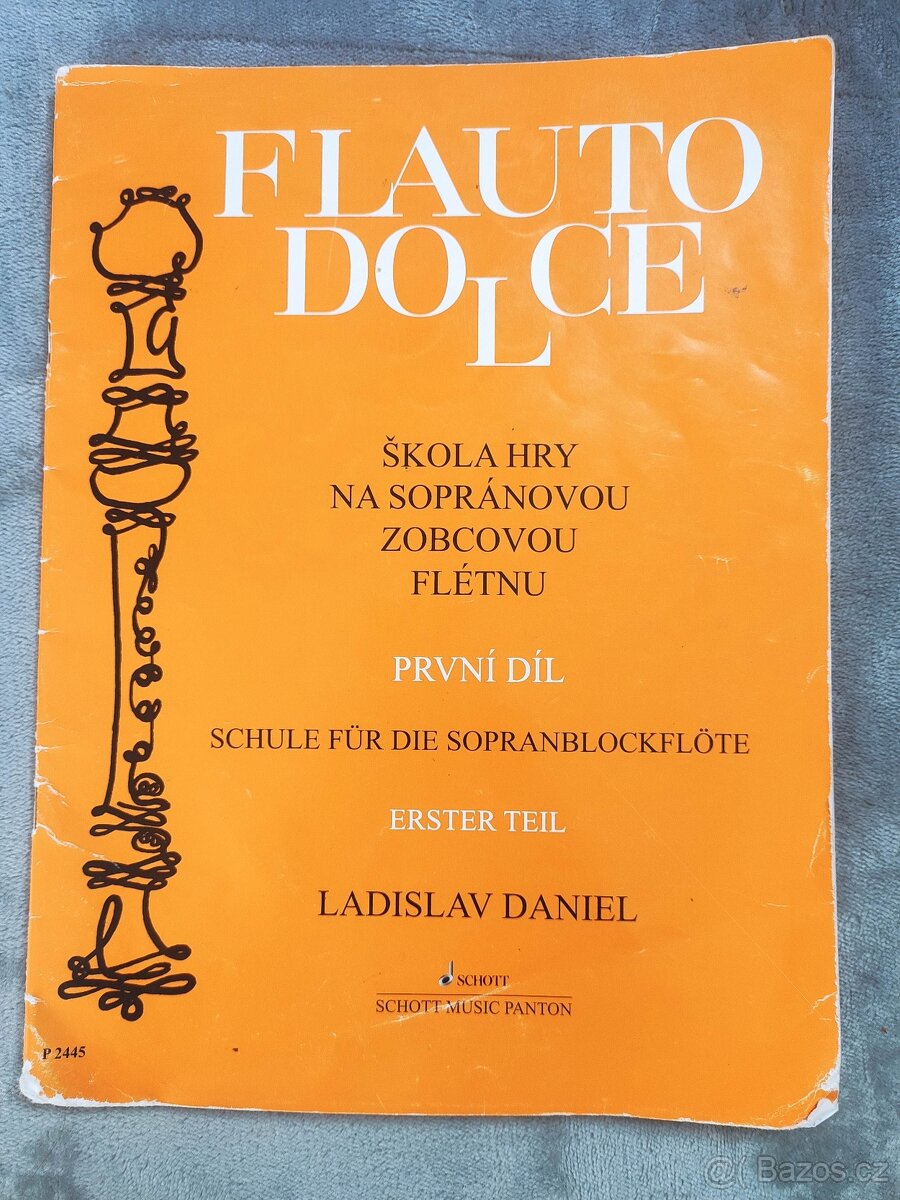 FLAUTO
DOLCE
ŠKOLA HRY
NA SOPRÁNOVOU
ZOBCOVOU
FLÉTNU
PRVNÍ DÍL
SCHULE FÜR DIE SOPRANBLOCKFLÖTE
ERSTER TEIL
LADISLAV DANIEL
SCHOTT
SCHOTT MUSIC PANTON
P 2445
@ Bazoš.cz